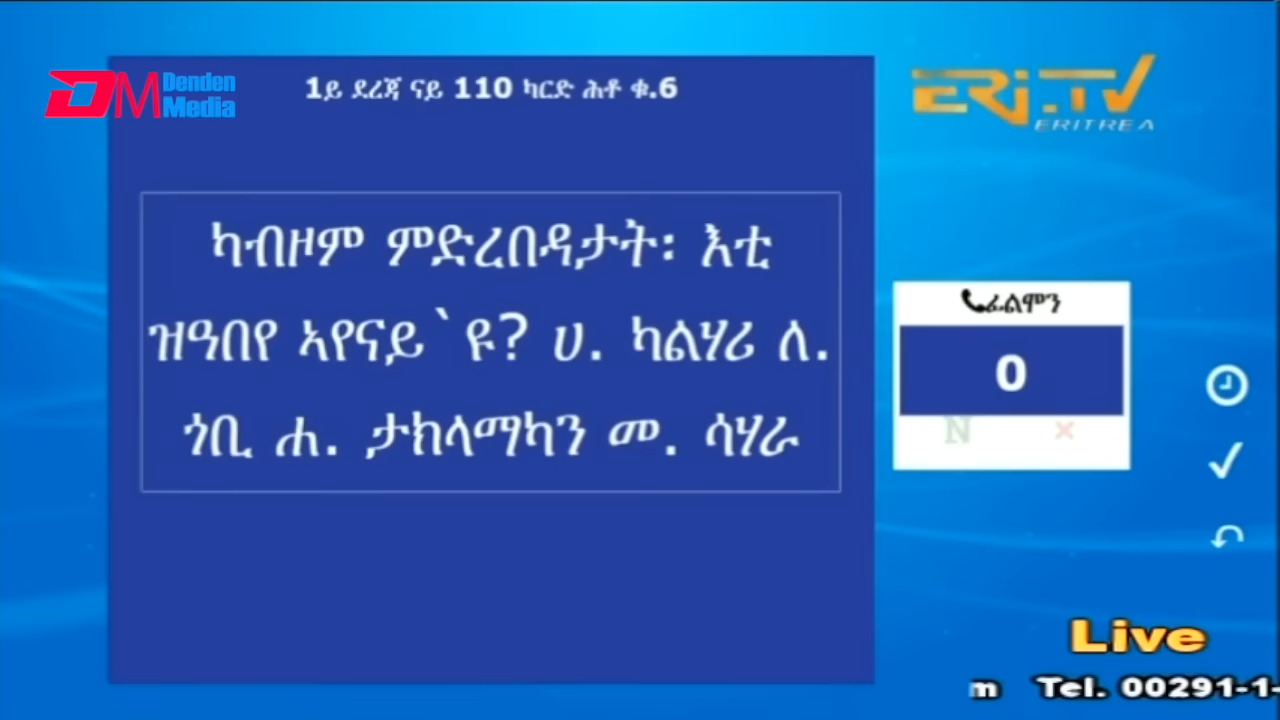 DM Denden Media
1ይ ደረጃ ናይ 110 ካርድ ሕቶ ቁ.6
ERi.TV
ERITREA
ካብዞም ምድረበዳታት፡ እቲ
ዝዓበየ ኣየናይ`ዩ? ሀ. ካልሃሪ ለ.
ጎቢ ሐ. ታክላማካን መ. ሳሃራ
ፊልሞን
0
N ×
Live
m Tel. 00291-1-